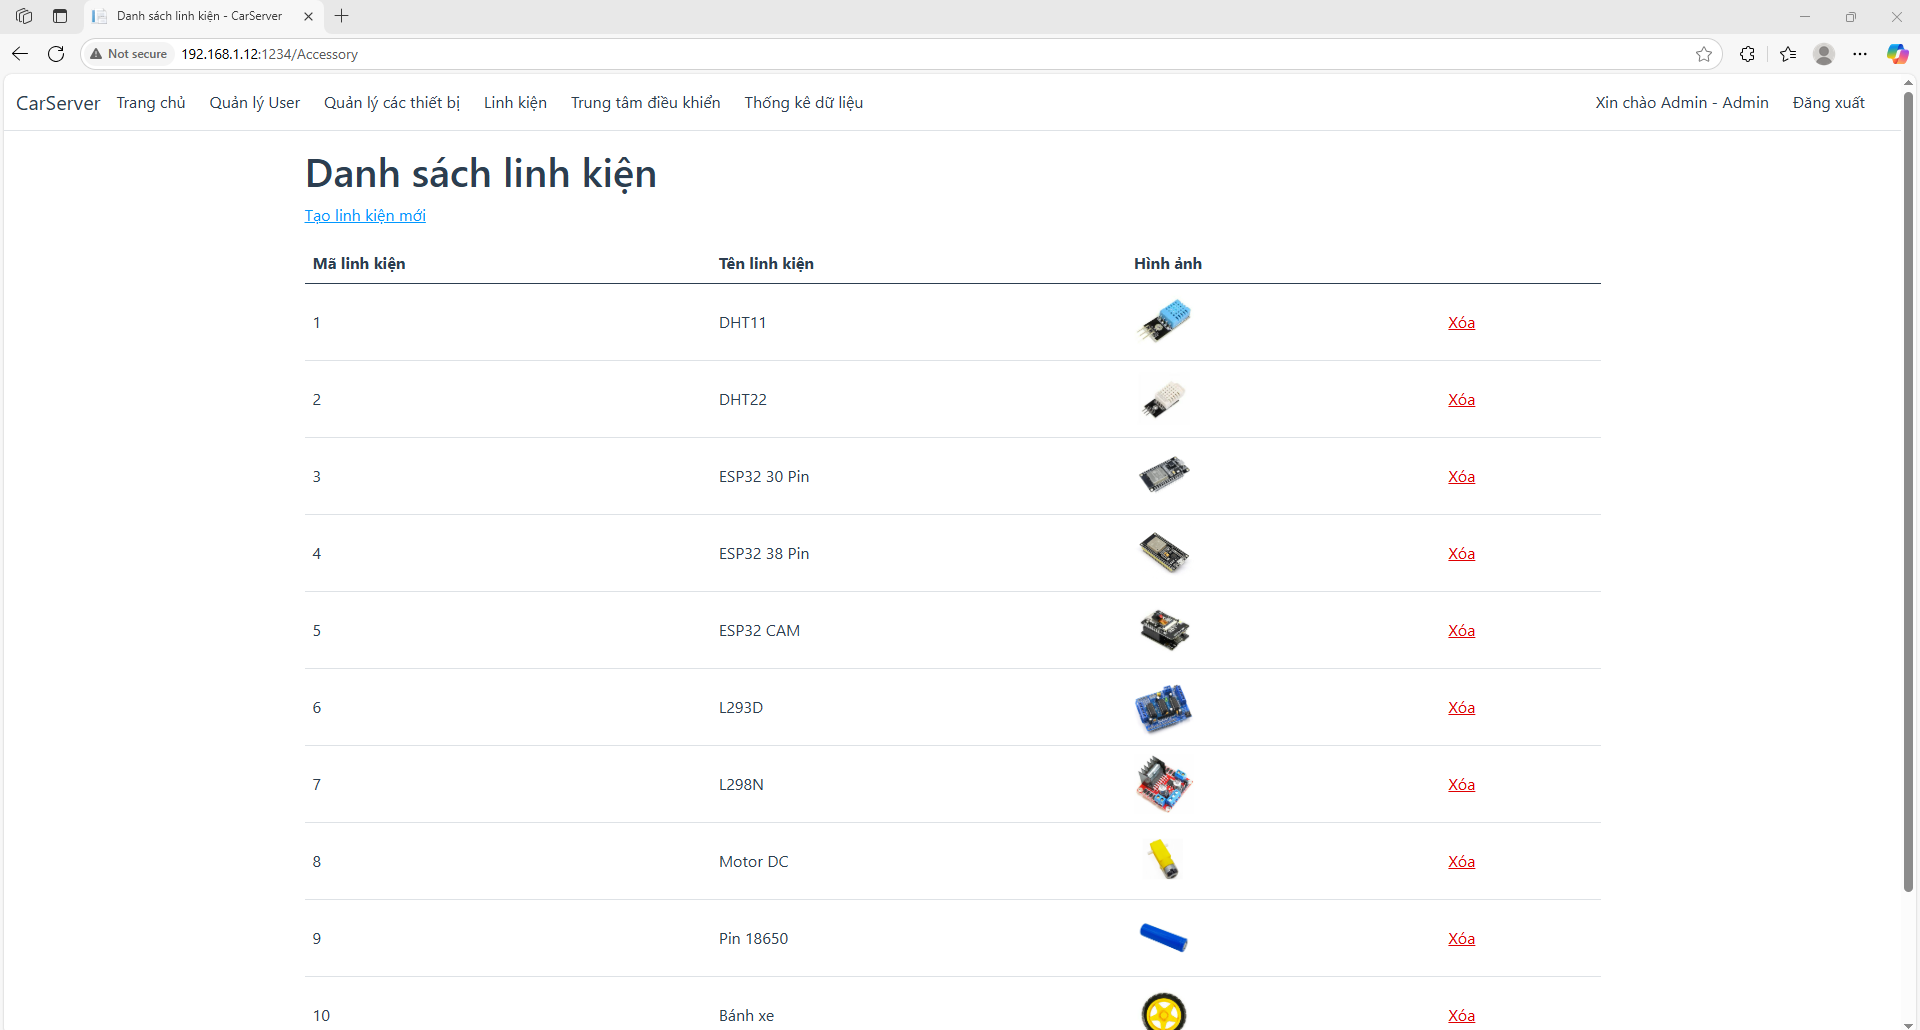 Danh sách linh kiện - CarServer
Not secure 192.168.1.12:1234/Accessory
CarServer Trang chủ Quản lý User Quản lý các thiết bị Linh kiện Trung tâm điều khiển Thống kê dữ liệu Xin chào Admin - Admin Đăng xuất
Danh sách linh kiện
Tạo linh kiện mới
Mã linh kiện Tên linh kiện Hình ảnh
1 DHT11 Xóa
2 DHT22 Xóa
3 ESP32 30 Pin Xóa
4 ESP32 38 Pin Xóa
5 ESP32 CAM Xóa
6 L293D Xóa
7 L298N Xóa
8 Motor DC Xóa
9 Pin 18650 Xóa
10 Bánh xe Xóa